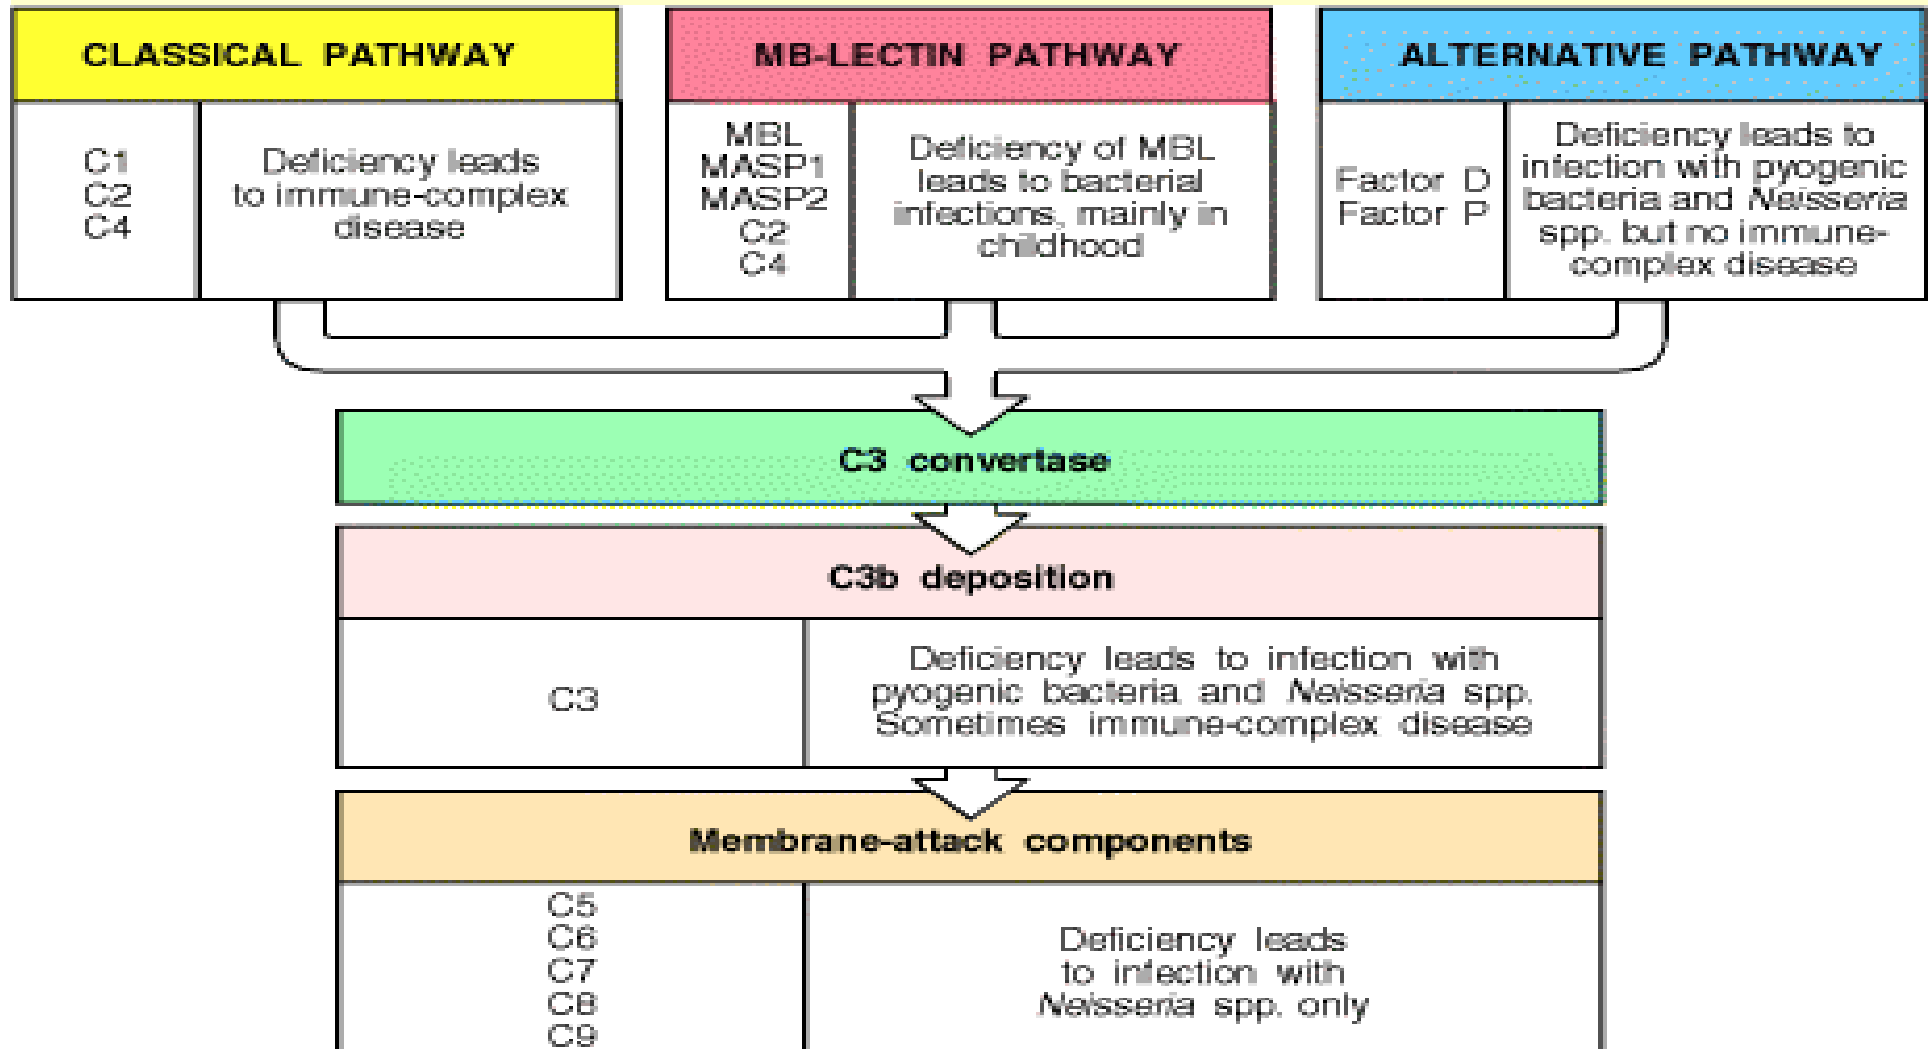 CLASSICAL PATHWAY
C1
C2
C4
Deficiency leads
to immune-complex
disease
MB-LECTIN PATHWAY
MBL
MASP1
MASP2
C2
C4
Deficiency of MBL
leads to bacterial
infections, mainly in
childhood
ALTERNATIVE PATHWAY
Factor D
Factor P
Deficiency leads to
infection with pyogenic
bacteria and Neisseria
spp. but no immune-
complex disease
C3 convertase
C3b deposition
C3
Deficiency leads to infection with
pyogenic bacteria and Neisseria spp.
Sometimes immune-complex disease
Membrane-attack components
C5
C6
C7
C8
C9
Deficiency leads
to infection with
Neisseria spp. only